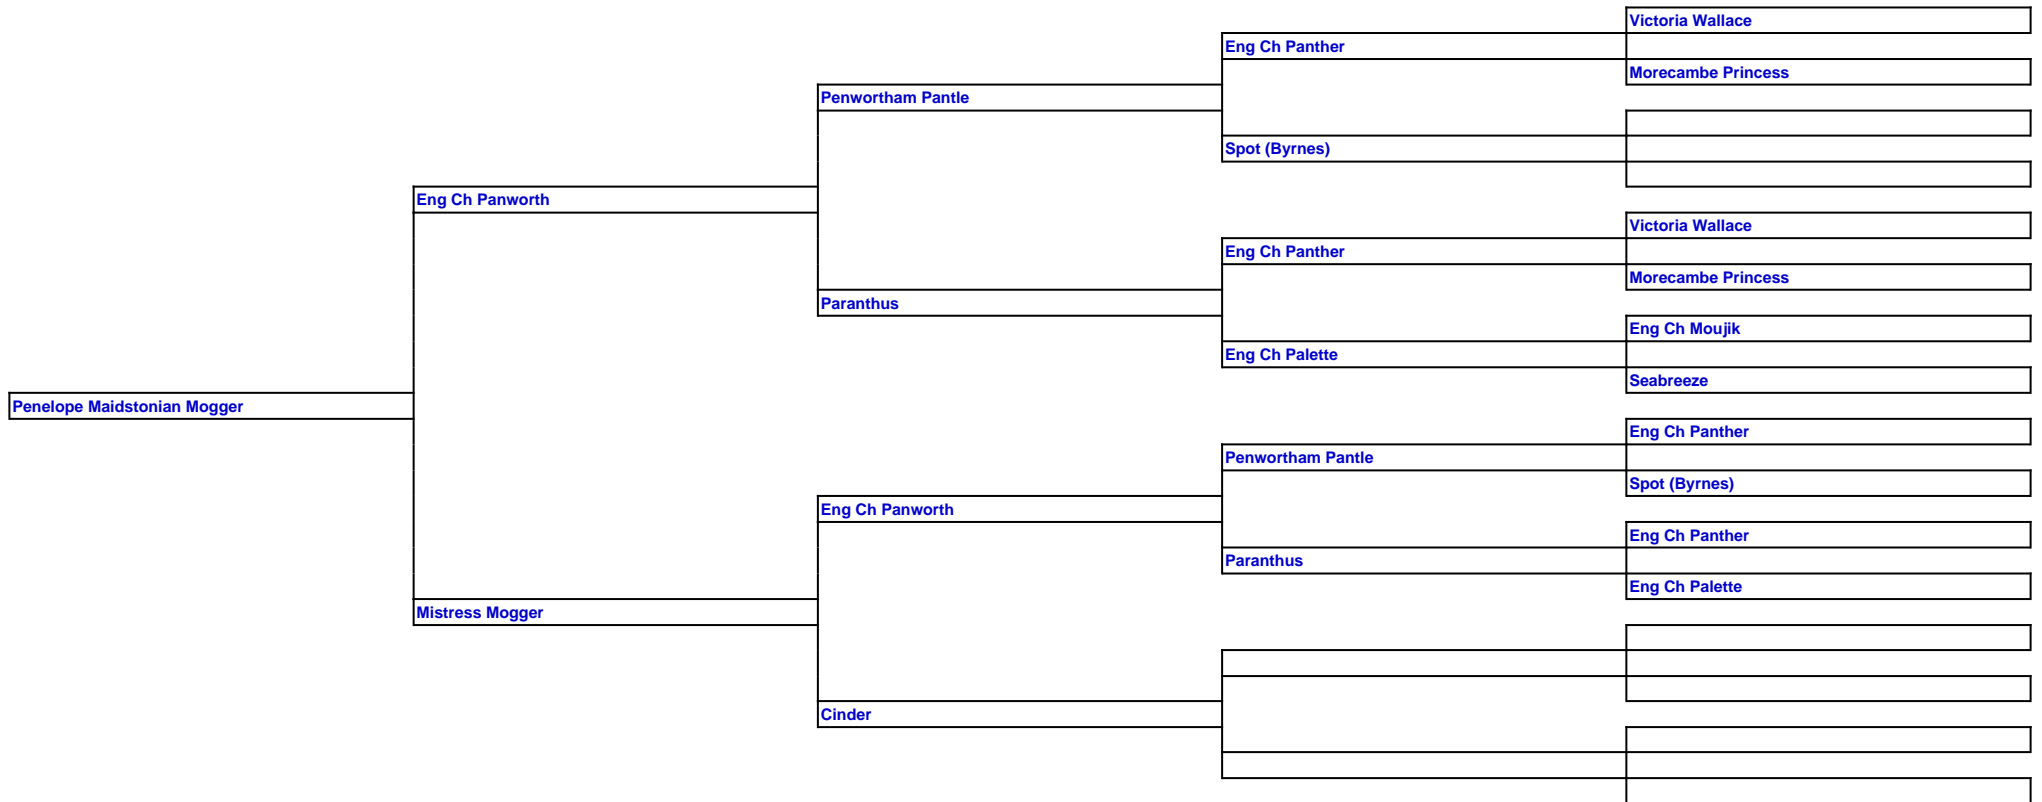 Victoria Wallace
Eng Ch Panther
Morecambe Princess
Penwortham Pantle
Spot (Byrnes)
Eng Ch Panworth
Victoria Wallace
Eng Ch Panther
Morecambe Princess
Paranthus
Eng Ch Moujik
Eng Ch Palette
Seabreeze
Penelope Maidstonian Mogger
Eng Ch Panther
Penwortham Pantle
Spot (Byrnes)
Eng Ch Panworth
Eng Ch Panther
Paranthus
Eng Ch Palette
Mistress Mogger
Cinder